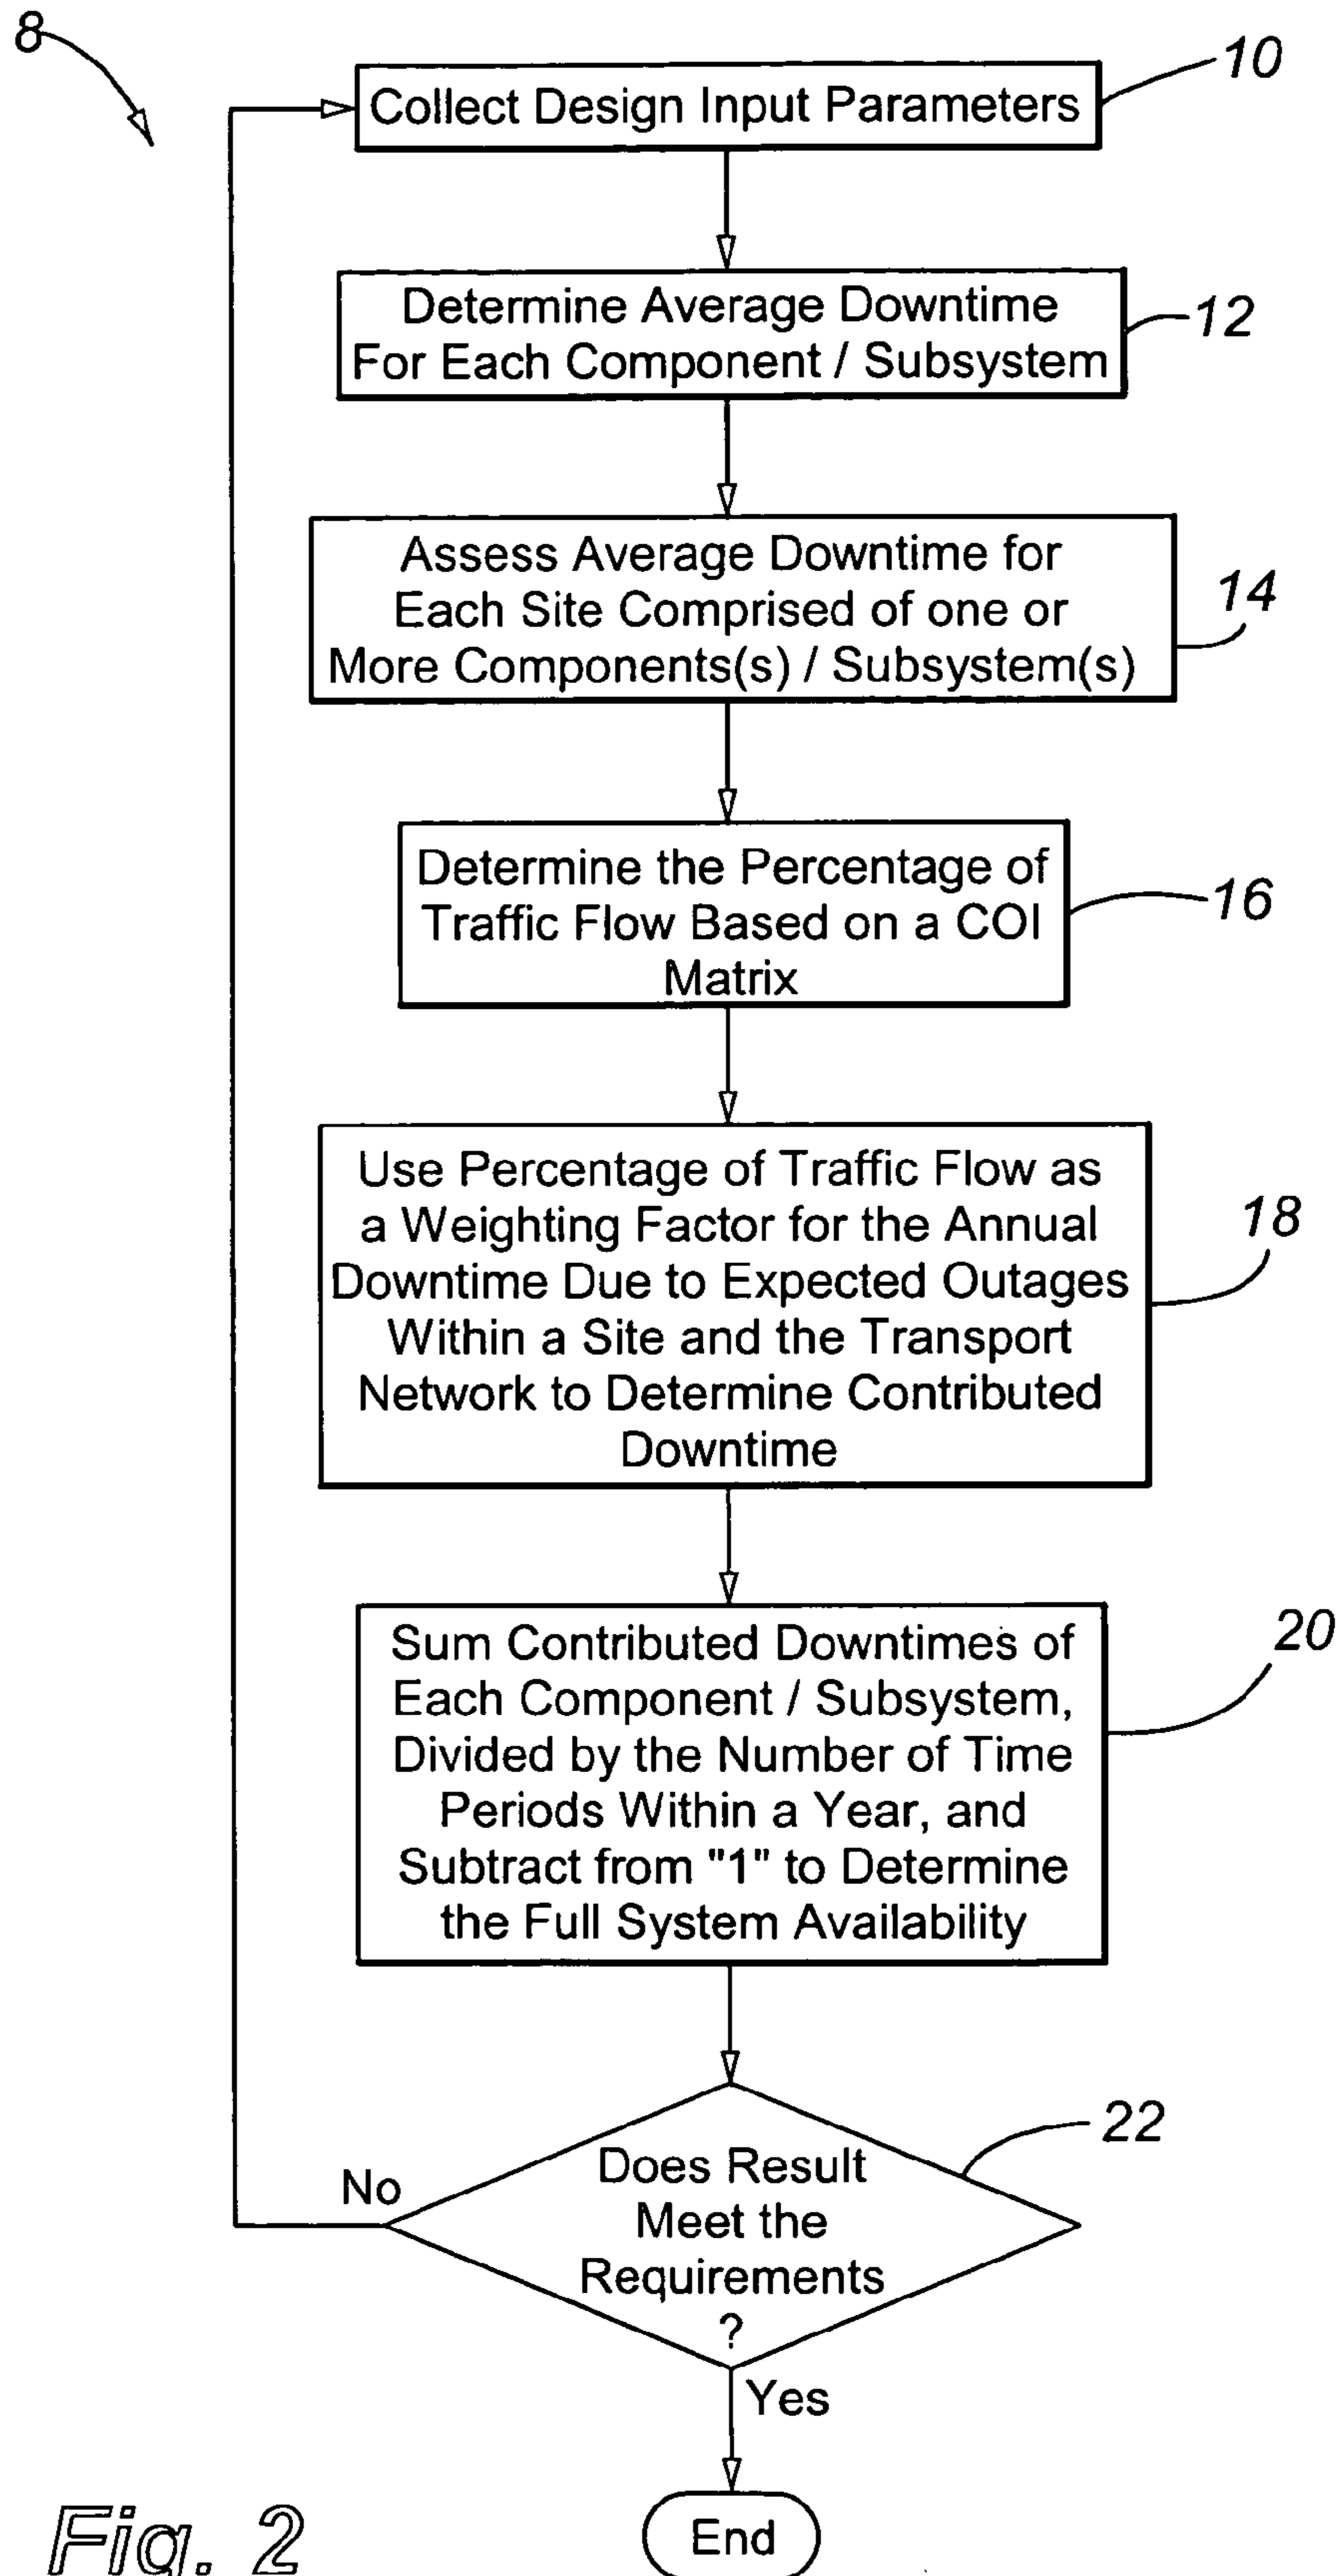 8
Collect Design Input Parameters
10
Determine Average Downtime
For Each Component / Subsystem
12
Assess Average Downtime for
Each Site Comprised of one or
More Components(s) / Subsystem(s)
14
Determine the Percentage of
Traffic Flow Based on a COI
Matrix
16
Use Percentage of Traffic Flow as
a Weighting Factor for the Annual
Downtime Due to Expected Outages
Within a Site and the Transport
Network to Determine Contributed
Downtime
18
Sum Contributed Downtimes of
Each Component / Subsystem,
Divided by the Number of Time
Periods Within a Year, and
Subtract from "1" to Determine
the Full System Availability
20
Does Result
Meet the
Requirements
?
22
No
Yes
End
Fig. 2